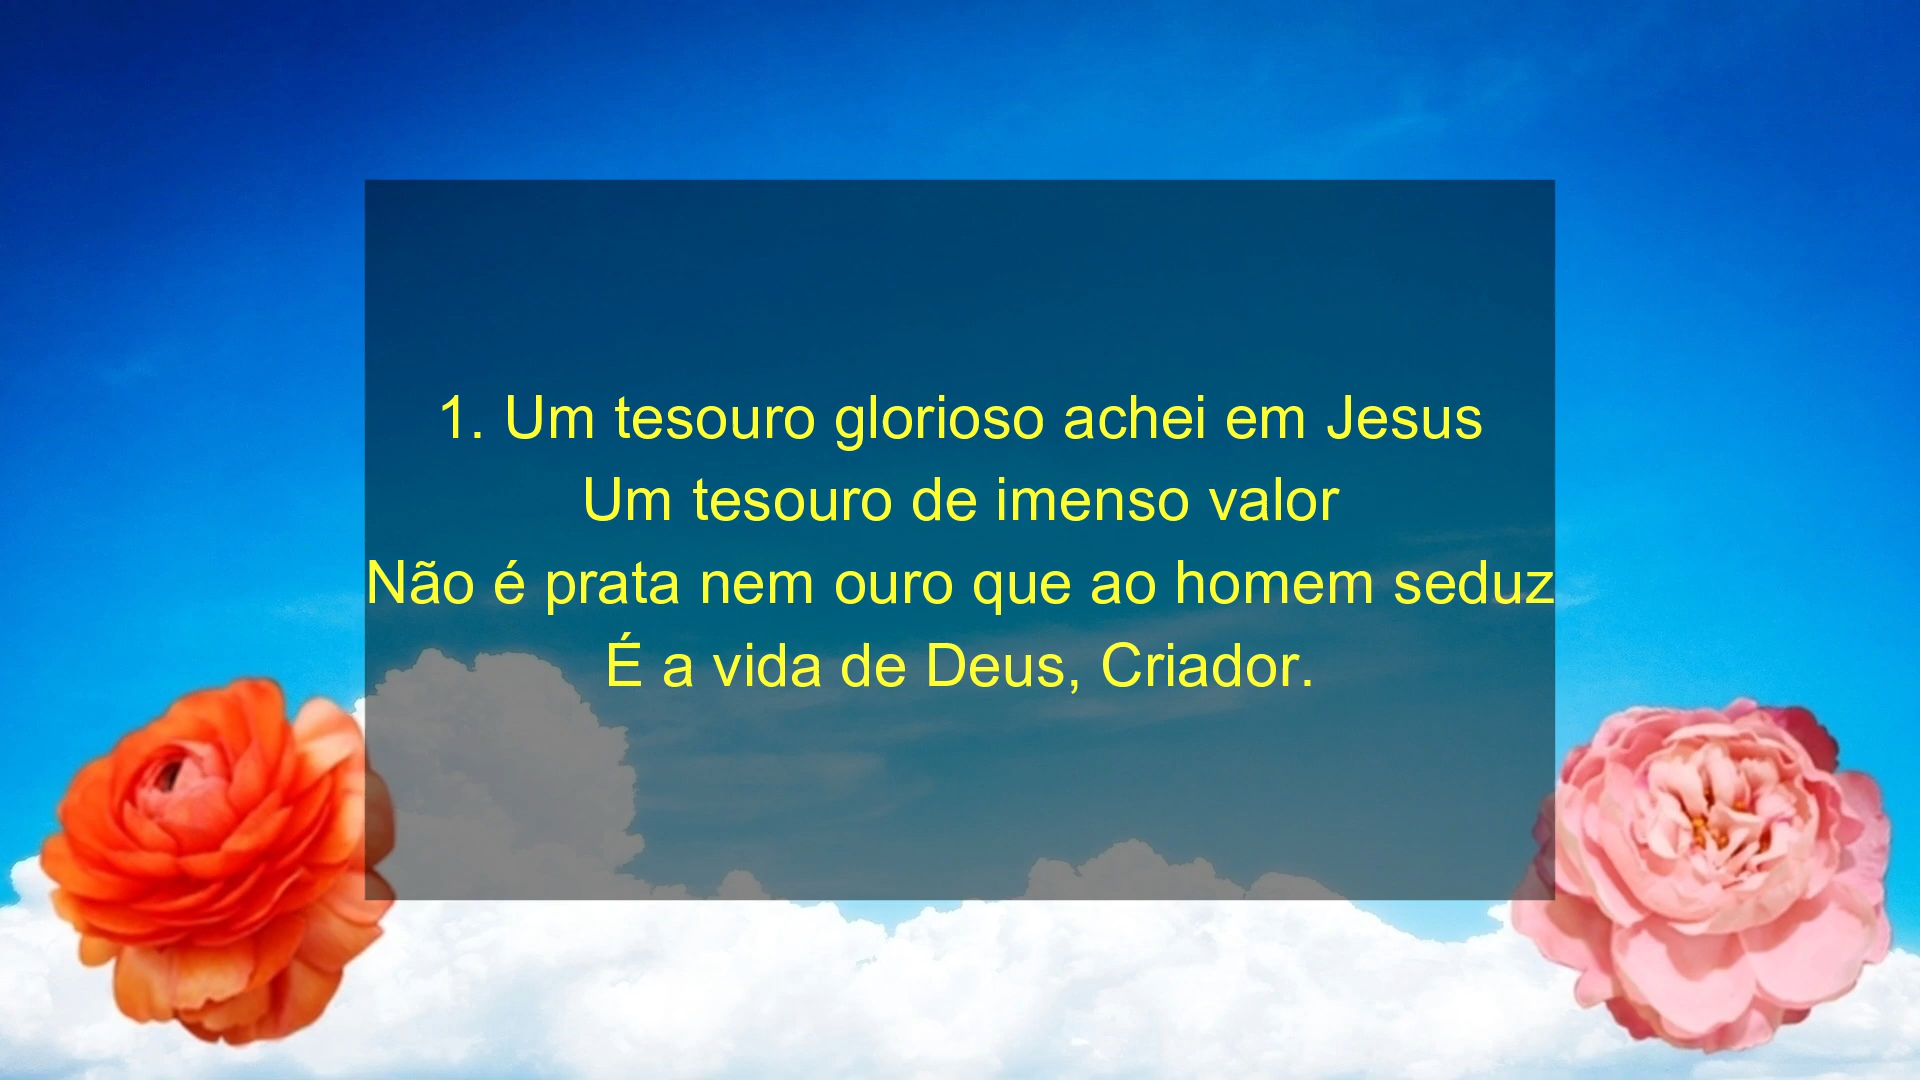 1. Um tesouro glorioso achei em Jesus
Um tesouro de imenso valor
Não é prata nem ouro que ao homem seduz
É a vida de Deus, Criador.